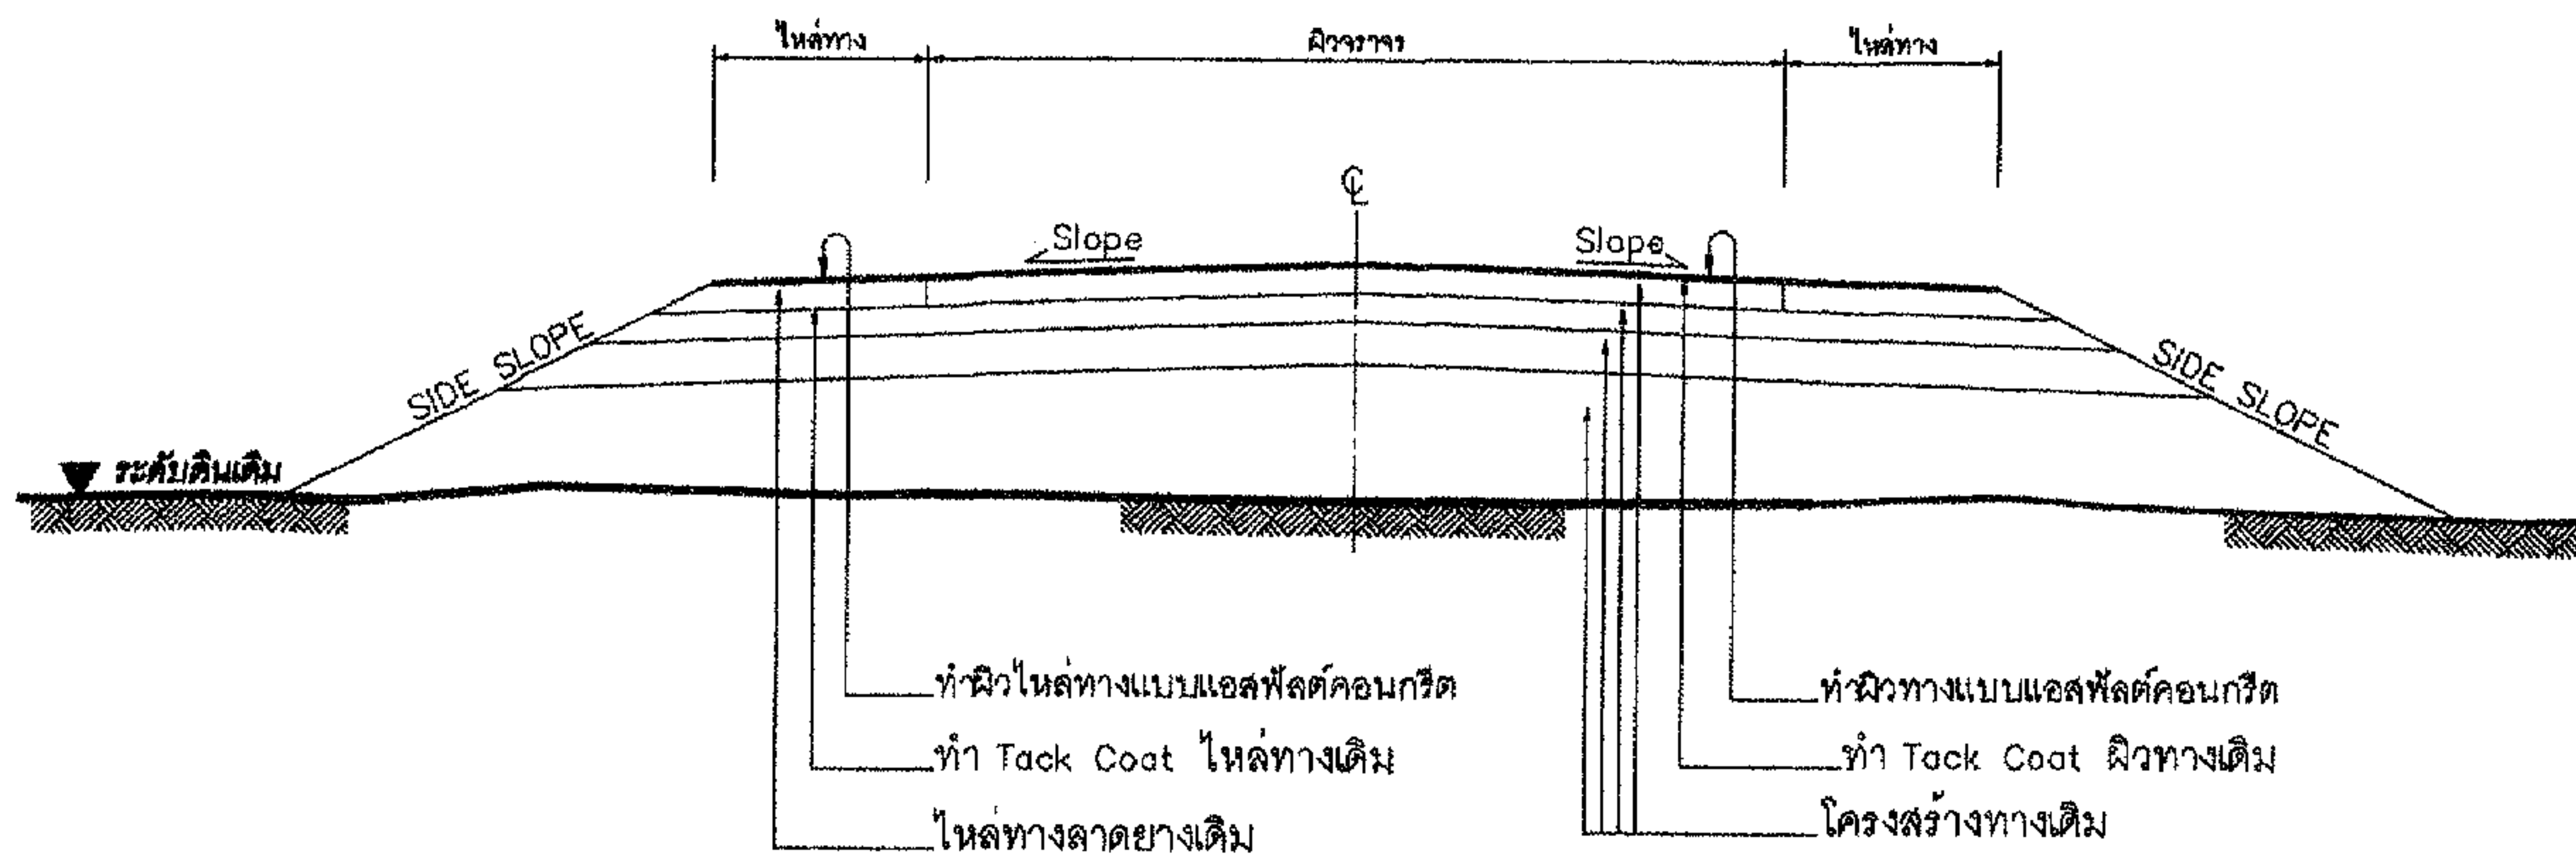 ไหล่ทาง ผิวจราจร ไหล่ทาง
℄
Slope Slope
SIDE SLOPE SIDE SLOPE
ระดับดินเดิม
ทำผิวไหล่ทางแบบแอสฟัลต์คอนกรีต ทำผิวทางแบบแอสฟัลต์คอนกรีต
ทำ Tack Coat ไหล่ทางเดิม ทำ Tack Coat ผิวทางเดิม
ไหล่ทางลาดยางเดิม โครงสร้างทางเดิม